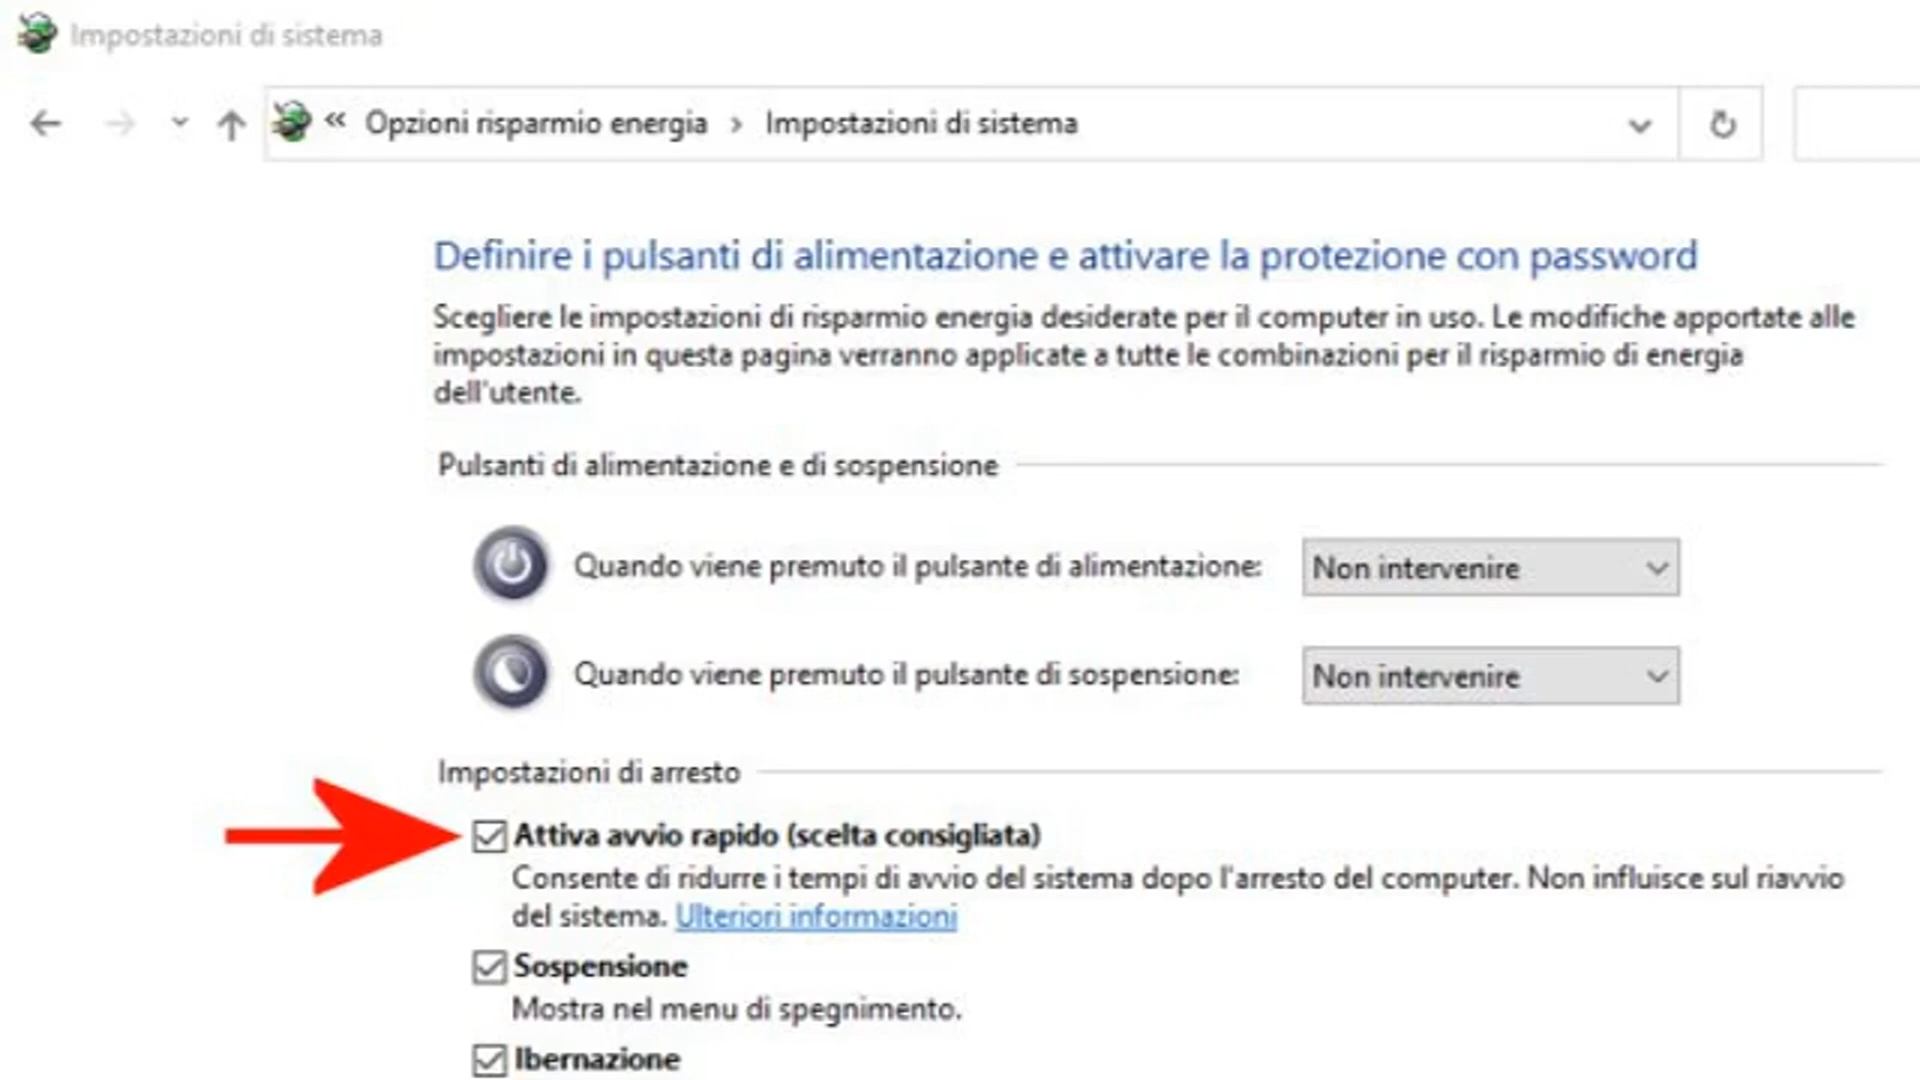 Impostazioni di sistema
« Opzioni risparmio energia › Impostazioni di sistema
Definire i pulsanti di alimentazione e attivare la protezione con password
Scegliere le impostazioni di risparmio energia desiderate per il computer in uso. Le modifiche apportate alle
impostazioni in questa pagina verranno applicate a tutte le combinazioni per il risparmio di energia
dell'utente.
Pulsanti di alimentazione e di sospensione
Quando viene premuto il pulsante di alimentazione: Non intervenire
Quando viene premuto il pulsante di sospensione: Non intervenire
Impostazioni di arresto
Attiva avvio rapido (scelta consigliata)
Consente di ridurre i tempi di avvio del sistema dopo l'arresto del computer. Non influisce sul riavvio
del sistema. Ulteriori informazioni
Sospensione
Mostra nel menu di spegnimento.
Ibernazione